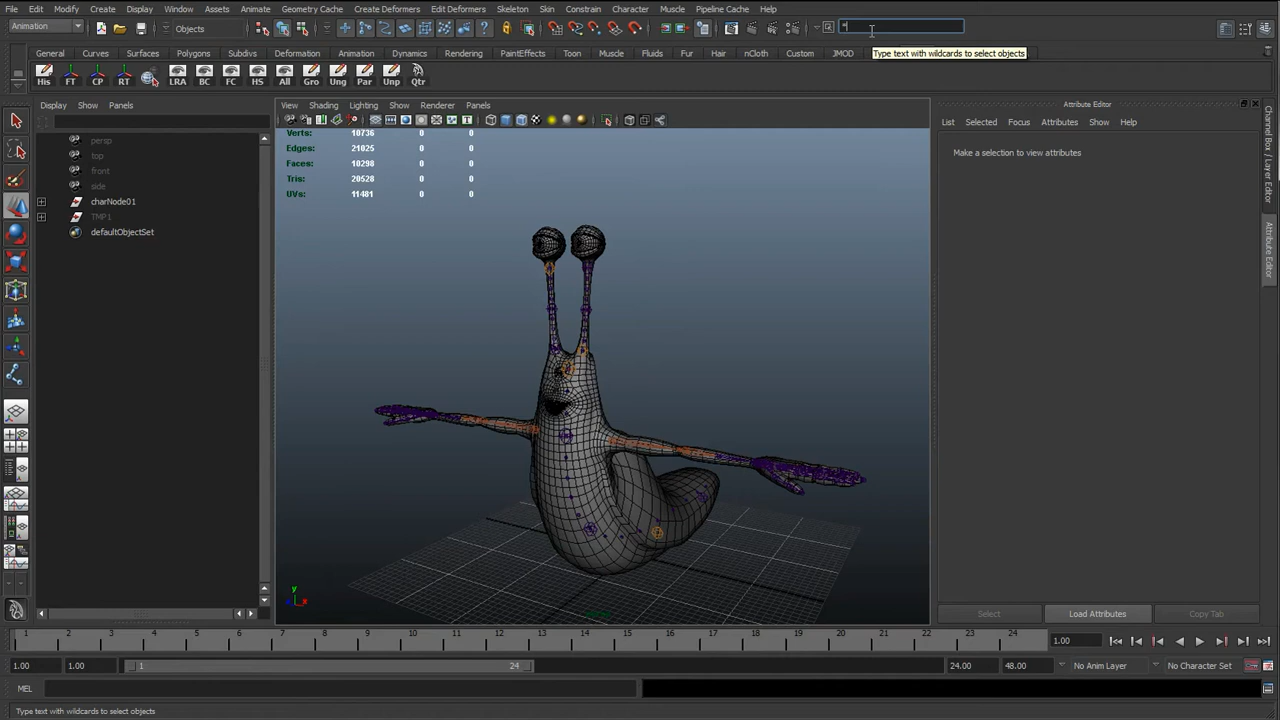 File Edit Modify Create Display Window Assets Animate Geometry Cache Create Deformers Edit Deformers Skeleton Skin Constraint Character Muscle Pipeline Cache Help
Animation Objects *
General Curves Surfaces Polygons Subdivs Deformation Animation Dynamics Rendering PaintEffects Toon Muscle Fluids Fur Hair nCloth Custom JMOD
Type text with wildcards to select objects
His FT CP RT LRA BC FC HS All Gro Ung Par Unp Qtr
Display Show Panels
View Shading Lighting Show Renderer Panels
Attribute Editor
List Selected Focus Attributes Show Help
Make a selection to view attributes
persp
top
front
side
charNode01
TMP1
defaultObjectSet
Verts: 10736 0 0
Edges: 21025 0 0
Faces: 10298 0 0
Tris: 20528 0 0
UVs: 11481 0 0
Channel Box / Layer Editor
Attribute Editor
y
z x
Select Load Attributes Copy Tab
1 2 3 4 5 6 7 8 9 10 11 12 13 14 15 16 17 18 19 20 21 22 23 24 1.00
1.00 1.00 1 24 24.00 48.00 No Anim Layer No Character Set
MEL
Type text with wildcards to select objects